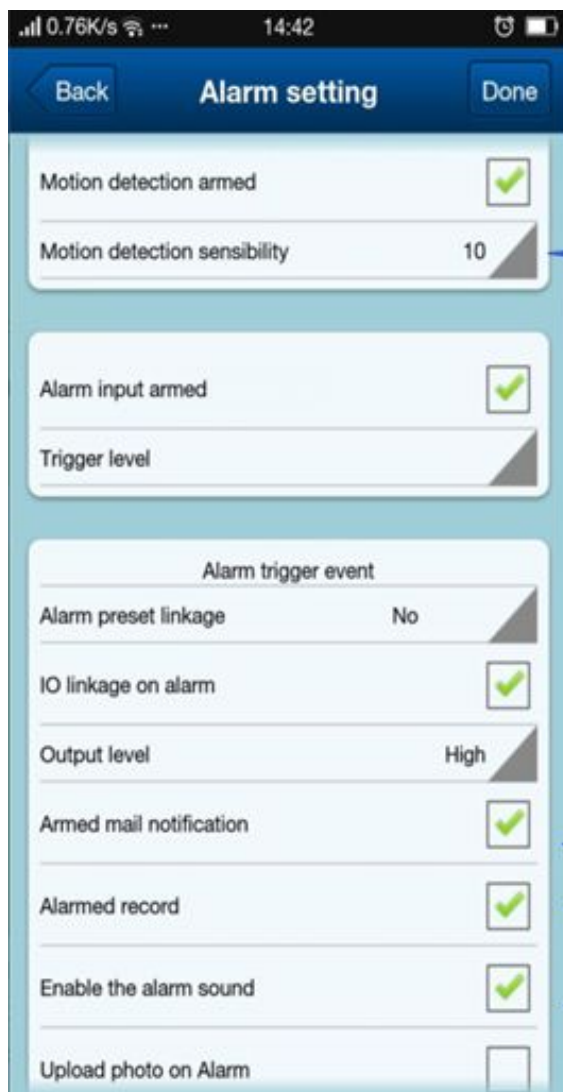 0.76K/s ... 14:42
Back Alarm setting Done
Motion detection armed
Motion detection sensibility 10
Alarm input armed
Trigger level
Alarm trigger event
Alarm preset linkage No
IO linkage on alarm
Output level High
Armed mail notification
Alarmed record
Enable the alarm sound
Upload photo on Alarm